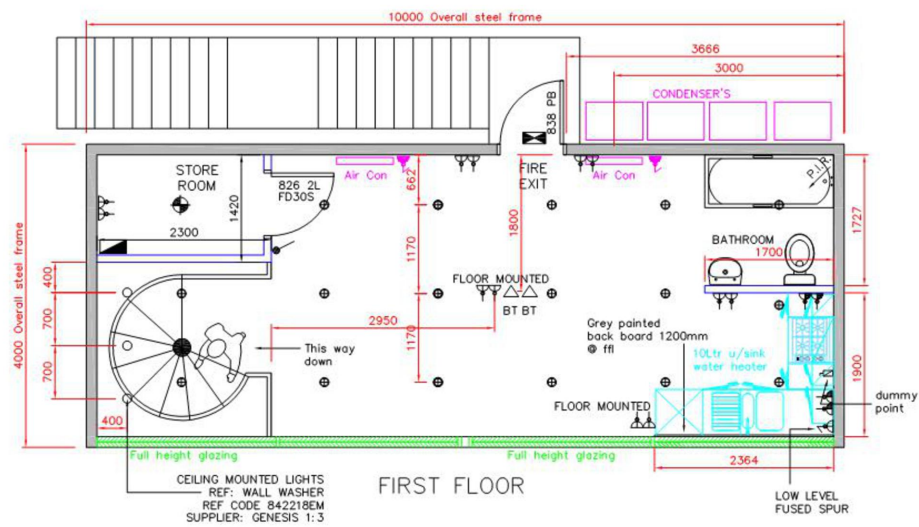 10000 Overall steel frame
3666
3000
CONDENSER'S
838 PB
STORE
ROOM
826 2L
FD30S
Air Con
FIRE
EXIT
Air Con
P.I.R.
1420
662
1800
1727
2300
BATHROOM
1700
4000 Overall steel frame
400
1170
FLOOR MOUNTED
BT BT
700
2950
1170
Grey painted
back board 1200mm
@ ffl
10Ltr u/sink
water heater
This way
down
700
1900
dummy
point
400
FLOOR MOUNTED
Full height glazing
Full height glazing
2364
CEILING MOUNTED LIGHTS
REF: WALL WASHER
REF CODE 842218EM
SUPPLIER: GENESIS 1:3
FIRST FLOOR
LOW LEVEL
FUSED SPUR